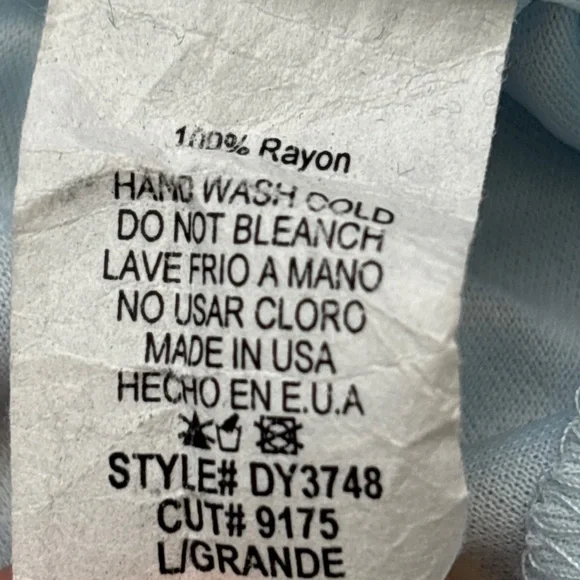 100% Rayon
HAND WASH COLD
DO NOT BLEANCH
LAVE FRIO A MANO
NO USAR CLORO
MADE IN USA
HECHO EN E.U.A
STYLE# DY3748
CUT# 9175
L/GRANDE